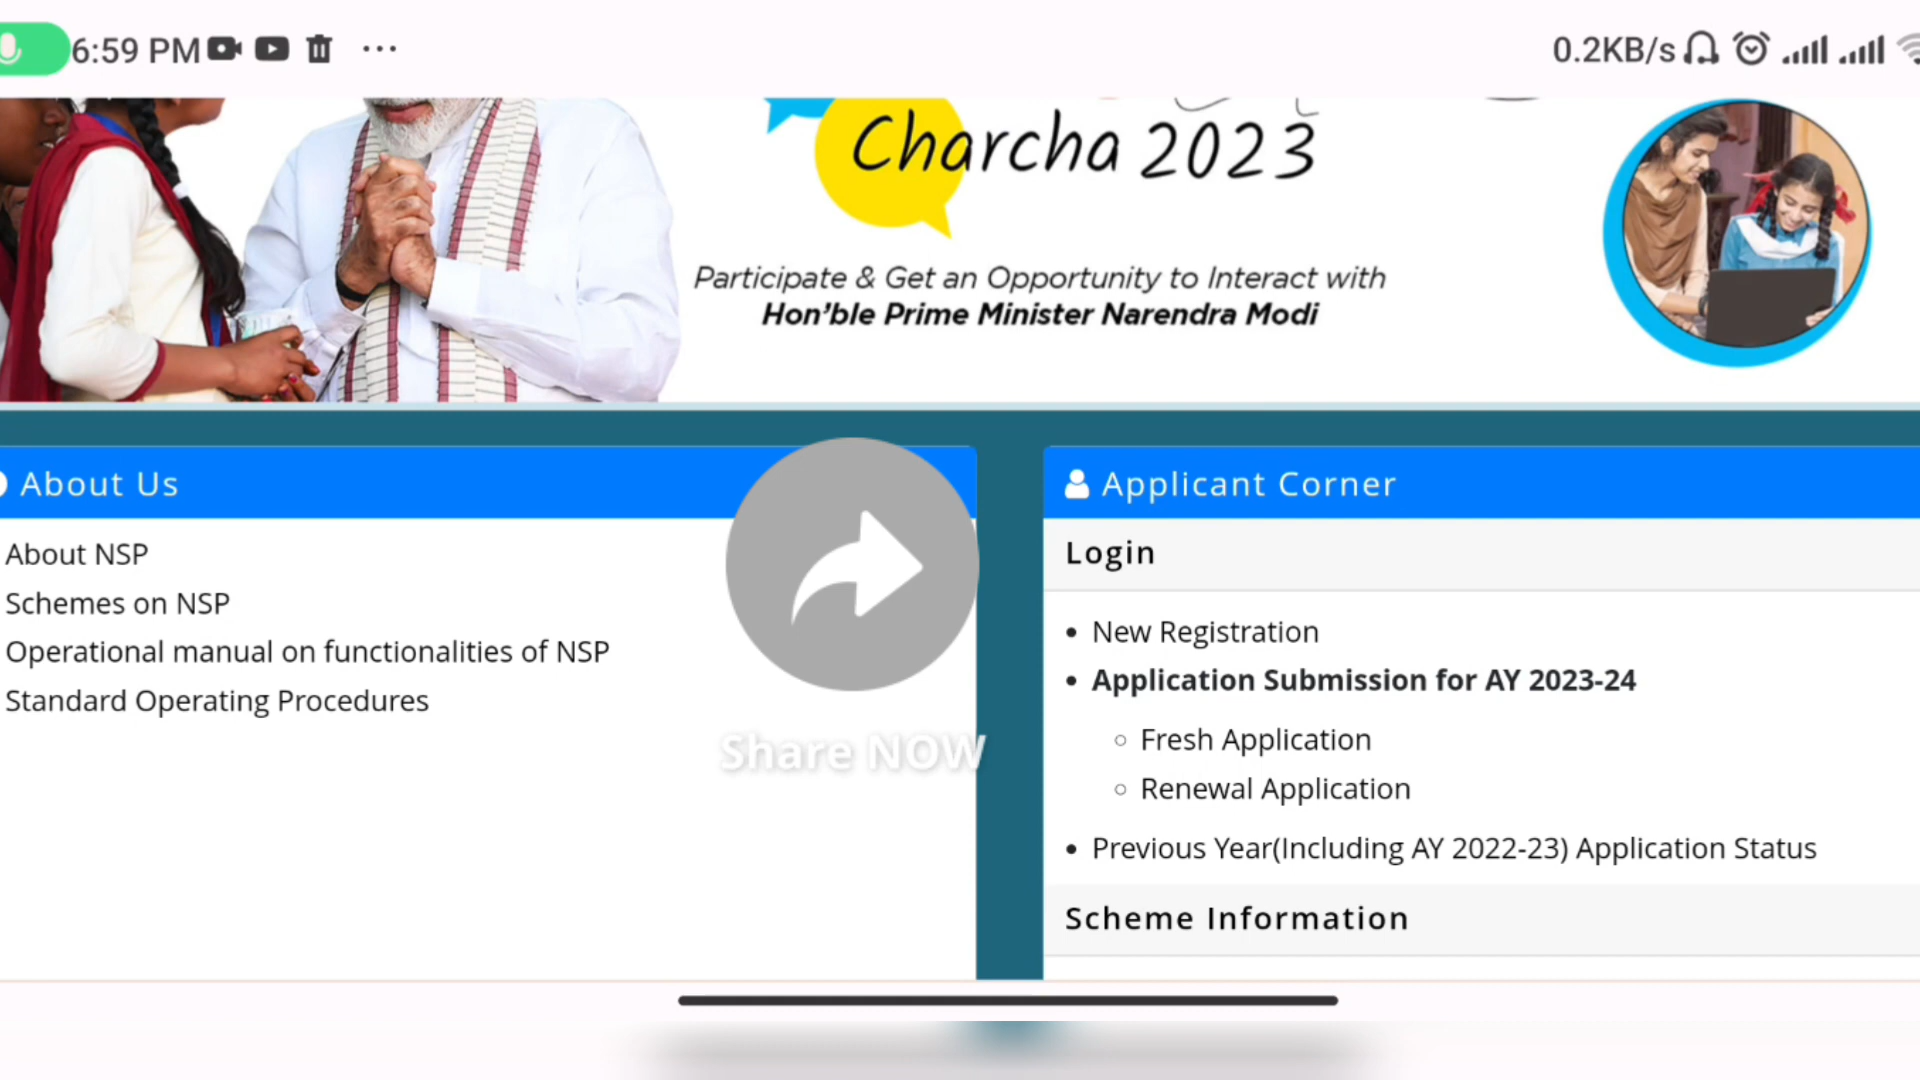 6:59 PM
0.2KB/s
Charcha 2023
Participate & Get an Opportunity to Interact with
Hon'ble Prime Minister Narendra Modi
About Us
About NSP
Schemes on NSP
Operational manual on functionalities of NSP
Standard Operating Procedures
Share NOW
Applicant Corner
Login
New Registration
Application Submission for AY 2023-24
Fresh Application
Renewal Application
Previous Year(Including AY 2022-23) Application Status
Scheme Information